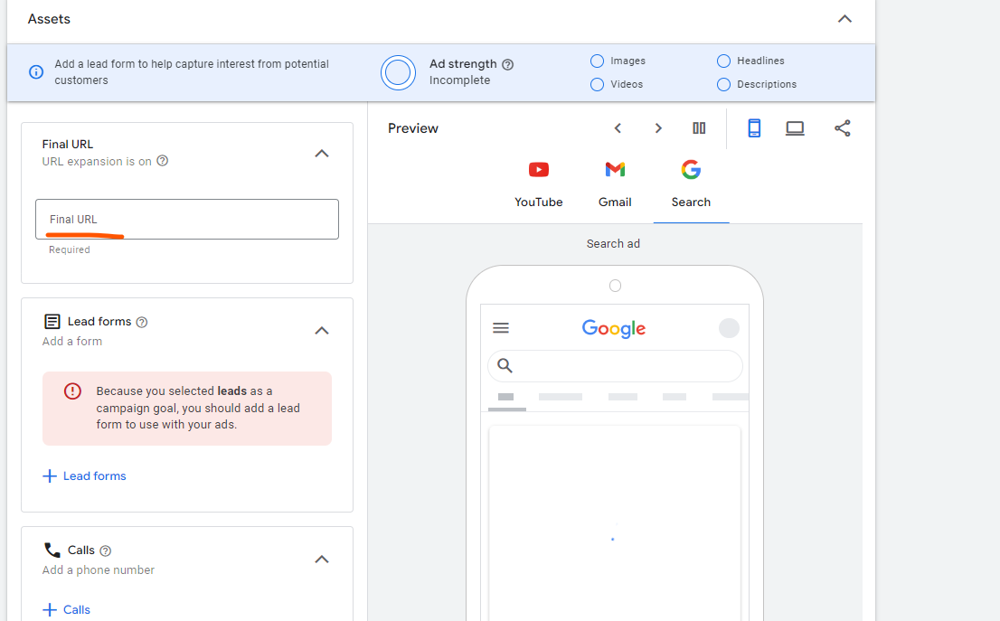 Assets
Add a lead form to help capture interest from potential
customers
Ad strength
Incomplete
Images
Videos
Headlines
Descriptions
Final URL
URL expansion is on
Final URL
Required
Lead forms
Add a form
Because you selected leads as a
campaign goal, you should add a lead
form to use with your ads.
+ Lead forms
Calls
Add a phone number
+ Calls
Preview
YouTube
Gmail
Search
Search ad
Google